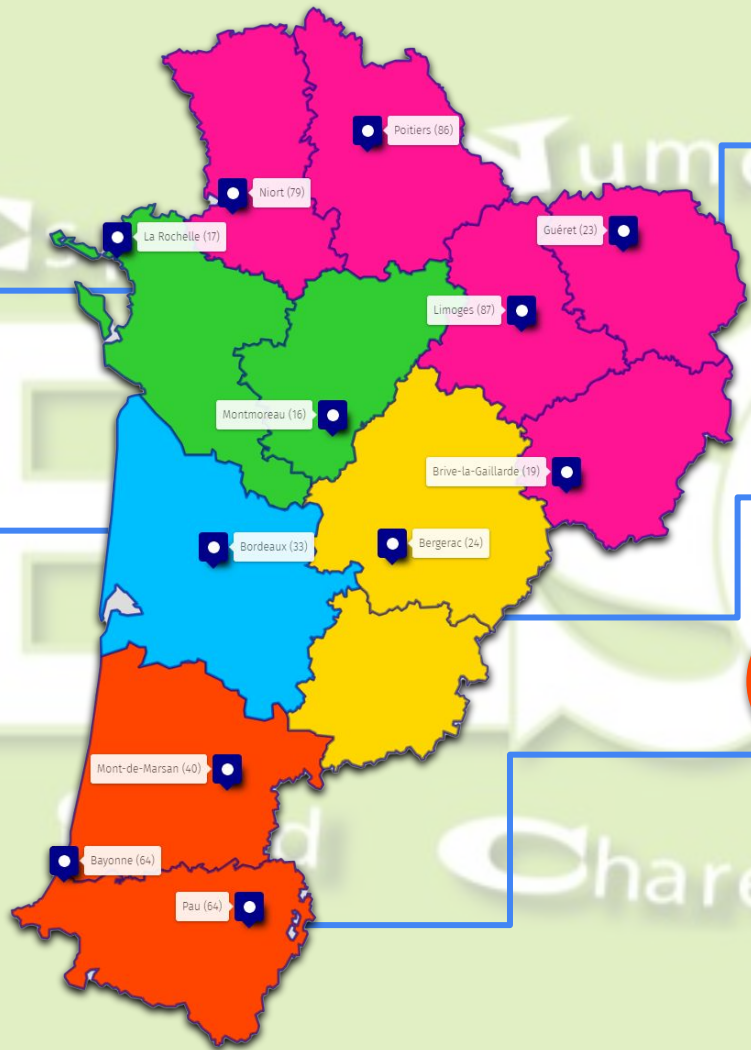 Poitiers (86)
Niort (79)
La Rochelle (17)
Guéret (23)
Limoges (87)
Montmoreau (16)
Brive-la-Gaillarde (19)
Bordeaux (33)
Bergerac (24)
Mont-de-Marsan (40)
Bayonne (64)
Pau (64)